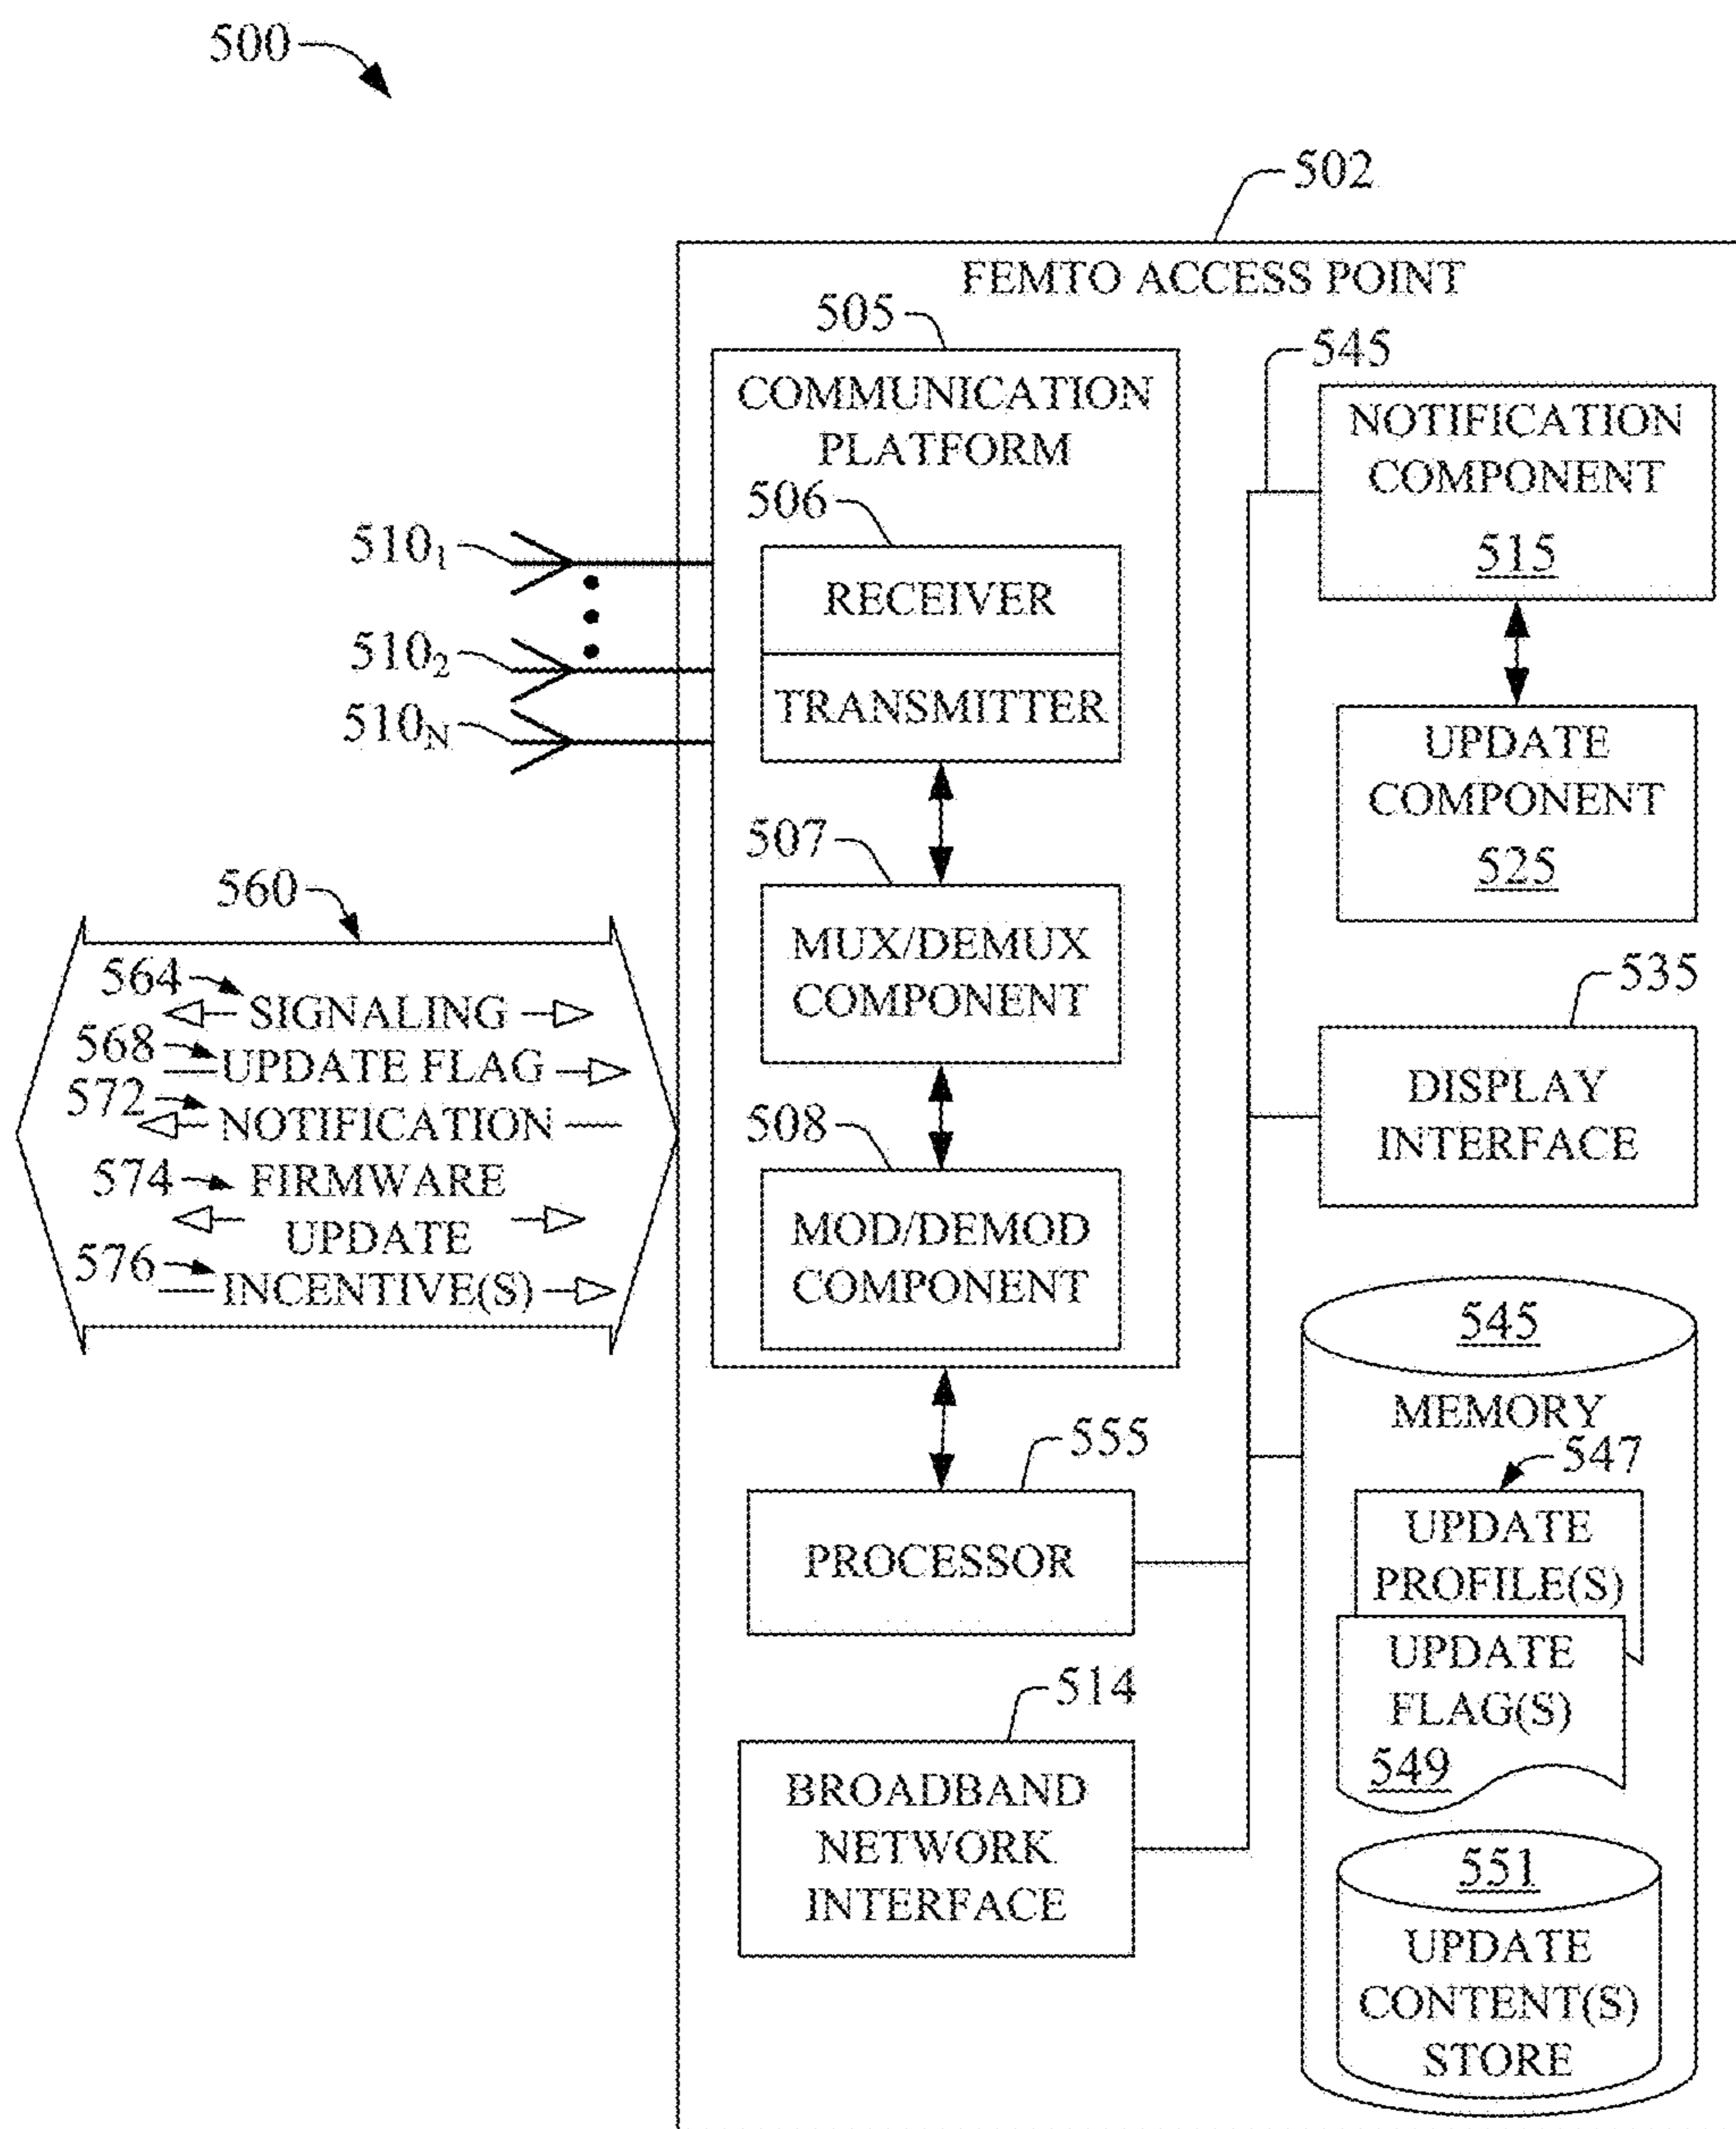 500
502
FEMTO ACCESS POINT
505
COMMUNICATION
PLATFORM
506
RECEIVER
TRANSMITTER
507
MUX/DEMUX
COMPONENT
508
MOD/DEMOD
COMPONENT
510₁
510₂
510N
560
564
SIGNALING
568
UPDATE FLAG
572
NOTIFICATION
574
FIRMWARE
UPDATE
576
INCENTIVE(S)
555
PROCESSOR
514
BROADBAND
NETWORK
INTERFACE
545
NOTIFICATION
COMPONENT
515
UPDATE
COMPONENT
525
535
DISPLAY
INTERFACE
545
MEMORY
547
UPDATE
PROFILE(S)
UPDATE
FLAG(S)
549
551
UPDATE
CONTENT(S)
STORE